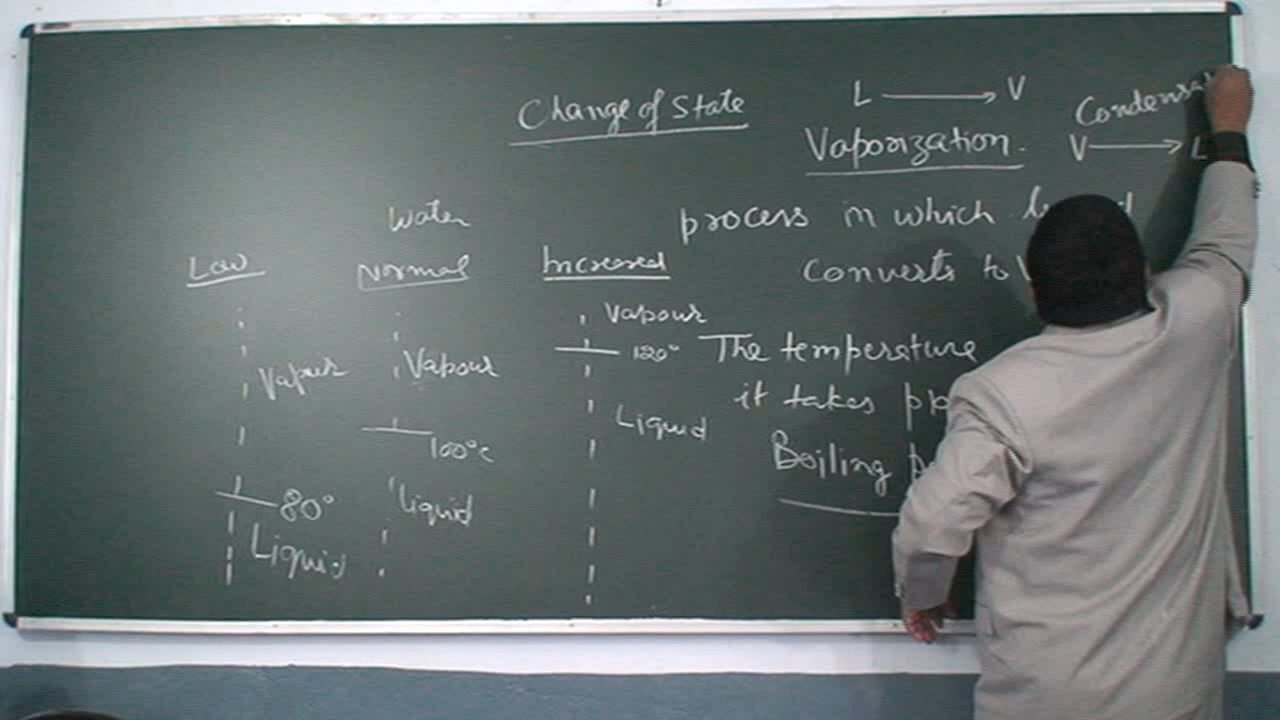 Change of State
L → V
Vaporization.
Condensa
V → L
process in which
converts to V
The temperature
it takes
Boiling
Water
Low
Normal
Increased
Vapour
Vapour
Vapour
120°
Liquid
100°C
80°
Liquid
Liquid